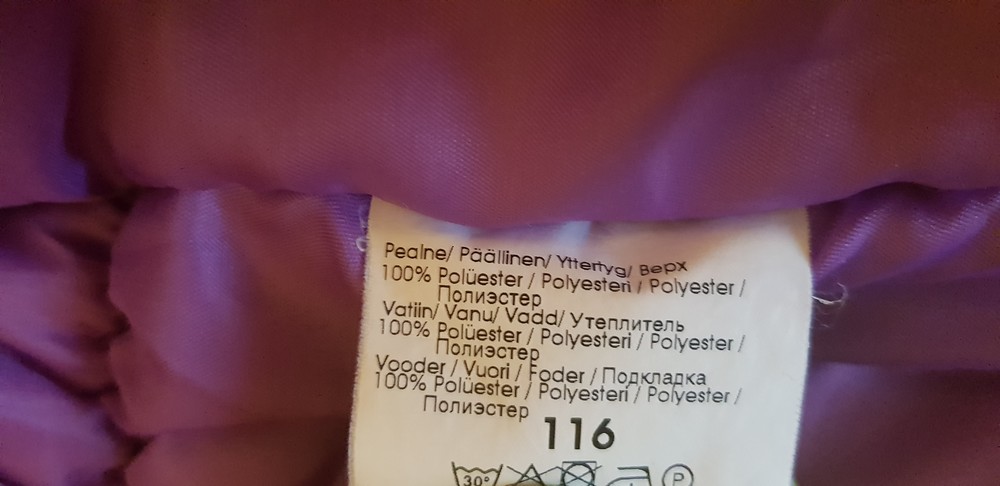 Pealne/ Päällinen/ Yttertyg/ Верх
100% Polüester / Polyesteri / Polyester /
Полиэстер
Vatiin/ Vanu/ Vadd/ Утеплитель
100% Polüester / Polyesteri / Polyester /
Полиэстер
Vooder / Vuori / Foder / Подкладка
100% Polüester / Polyesteri / Polyester /
Полиэстер
116
30° P